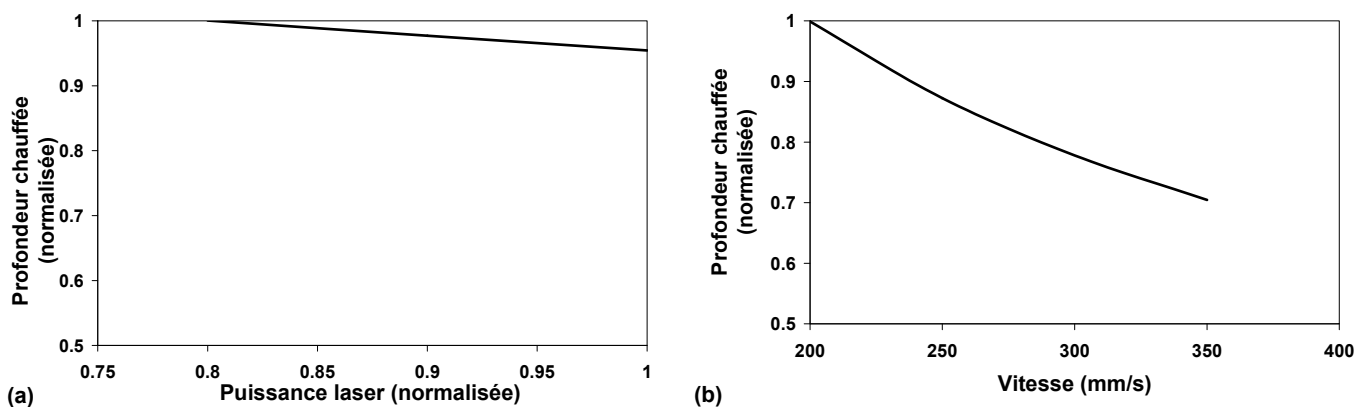 Profondeur chauffée
(normalisée)
1
0.9
0.8
0.7
0.6
0.5
0.75
0.8
0.85
0.9
0.95
1
Puissance laser (normalisée)
(a)
Profondeur chauffée
(normalisée)
1
0.9
0.8
0.7
0.6
0.5
200
250
300
350
400
Vitesse (mm/s)
(b)